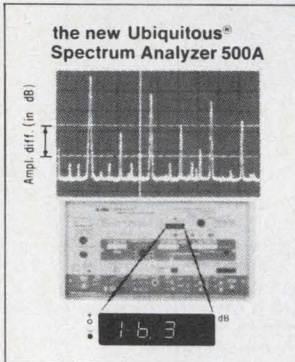 the new Ubiquitous®
Spectrum Analyzer 500A
Ampl. diff. (in dB)
+
dB
16.3